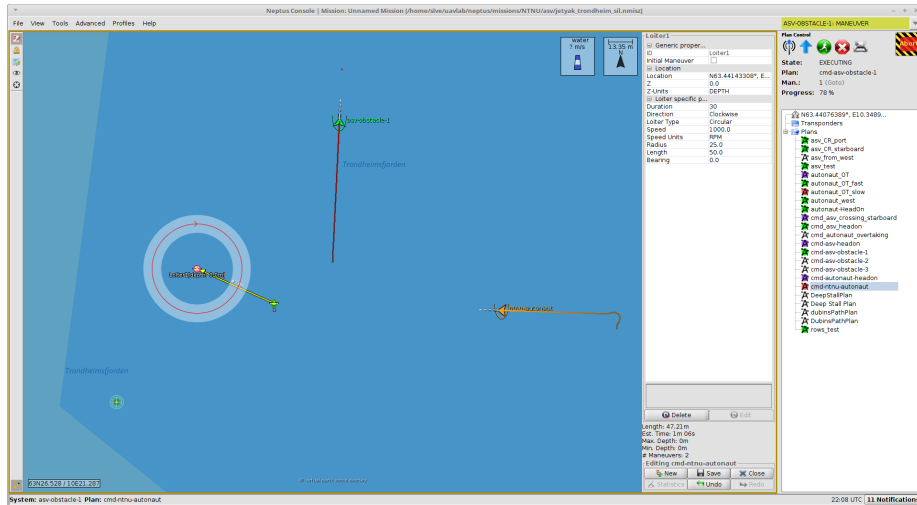 Neptus Console | Mission: Unnamed Mission [/home/slve/uavlab/neptus/missions/NTNU/asv/jetyak_trondheim_sil.nmisz]
File View Tools Advanced Profiles Help
ASV-OBSTACLE-1: MANEUVER
water
? m/s
13.35 m
N
asv-obstacle-1
Trondheimsfjorden
ntnu-autonaut
Trondheimsfjorden
63N26.528 / 10E21.287
Loiter1
Generic proper...
ID Loiter1
Initial Maneuver
Location
Location N63.44143308°, E...
Z 0.0
Z-Units DEPTH
Loiter specific p...
Duration 30
Direction Clockwise
Loiter Type Circular
Speed 1000.0
Speed Units RPM
Radius 25.0
Length 50.0
Bearing 0.0
Delete Edit
Length: 47.21m
Est. Time: 1m 06s
Max. Depth: 0m
Min. Depth: 0m
# Maneuvers: 2
Editing cmd-ntnu-autonaut
New Save Close
Statistics Undo Redo
Plan Control
Abort
State: EXECUTING
Plan: cmd-asv-obstacle-1
Man.: 1 (Goto)
Progress: 78 %
N63.44076389°, E10.3489...
Transponders
Plans
asv_CR_port
asv_CR_starboard
asv_from_west
asv_test
autonaut_OT
autonaut_OT_fast
autonaut_OT_slow
autonaut_west
autonaut-HeadOn
cmd_asv_crossing_starboard
cmd_asv_headon
cmd_autonaut_overtaking
cmd-asv-headon
cmd-asv-obstacle-1
cmd-asv-obstacle-2
cmd-asv-obstacle-3
cmd-autonaut-headon
cmd-ntnu-autonaut
DeepStallPlan
Deep Stall Plan
dubinsPathPlan
DubinsPathPlan
rows_test
System: asv-obstacle-1 Plan: cmd-ntnu-autonaut
22:08 UTC 11 Notifications